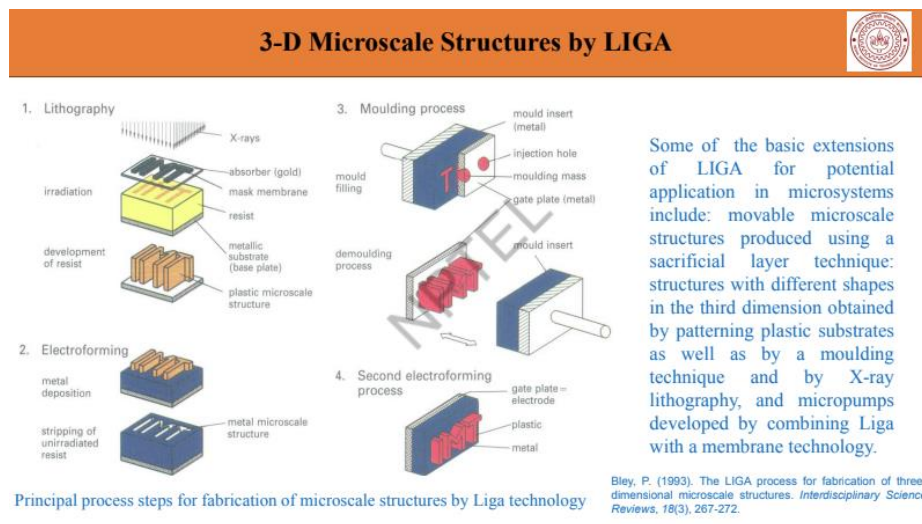 3-D Microscale Structures by LIGA
1. Lithography
X-rays
absorber (gold)
irradiation
mask membrane
resist
metallic
substrate
(base plate)
development
of resist
plastic microscale
structure
2. Electroforming
metal
deposition
stripping of
unirradiated
resist
metal microscale
structure
3. Moulding process
mould insert
(metal)
injection hole
moulding mass
mould
filling
gate plate (metal)
demoulding
process
mould insert
4. Second electroforming
process
gate plate=
electrode
plastic
metal
NPTEL
Principal process steps for fabrication of microscale structures by Liga technology
Some of the basic extensions
of LIGA for potential
application in microsystems
include: movable microscale
structures produced using a
sacrificial layer technique:
structures with different shapes
in the third dimension obtained
by patterning plastic substrates
as well as by a moulding
technique and by X-ray
lithography, and micropumps
developed by combining Liga
with a membrane technology.
Bley, P. (1993). The LIGA process for fabrication of three
dimensional microscale structures. Interdisciplinary Science
Reviews, 18(3), 267-272.